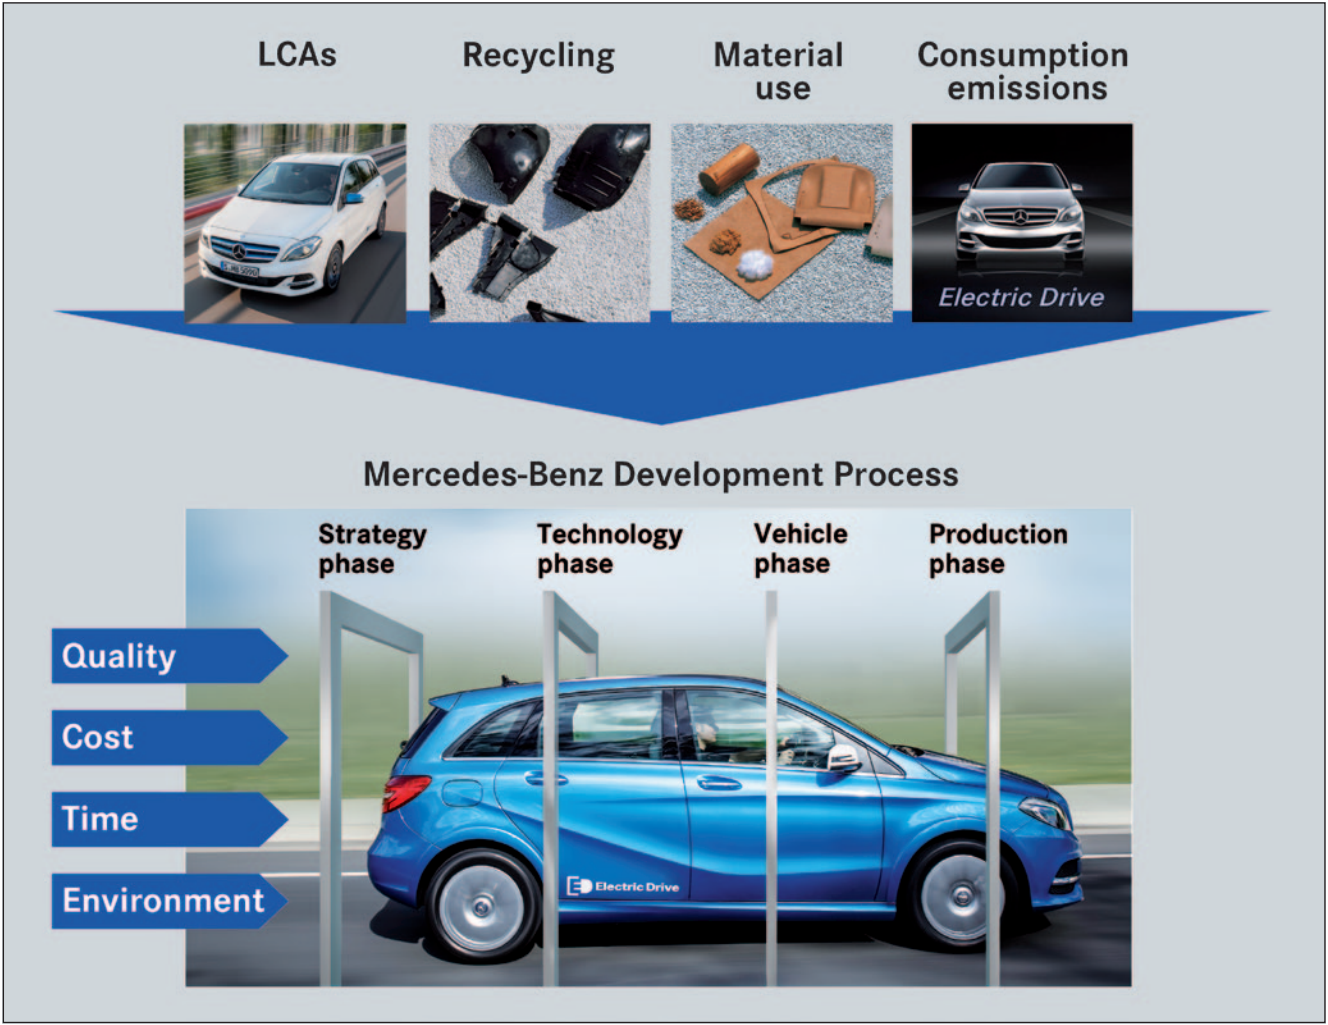 LCAs
Recycling
Material
use
Consumption
emissions
Electric Drive
Mercedes-Benz Development Process
Strategy
phase
Technology
phase
Vehicle
phase
Production
phase
Quality
Cost
Time
Environment
Electric Drive